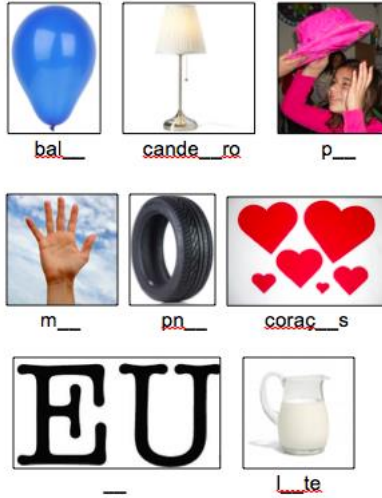 bal__ cande__ro p__
m__ pn__ coraç__s
EU
__ l__te